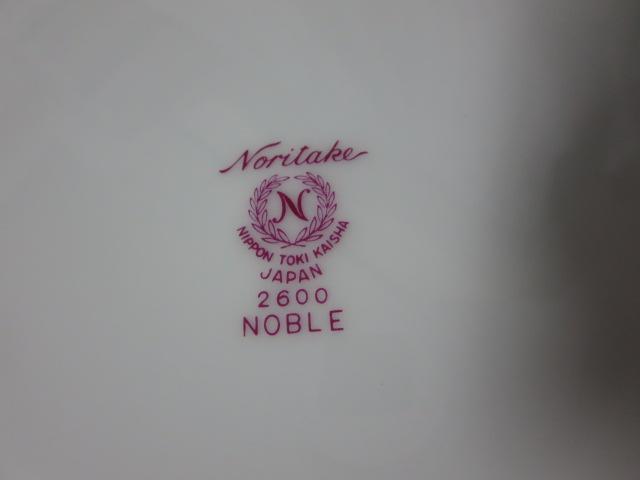 Noritake
N
NIPPON TOKI KAISHA
JAPAN
2600
NOBLE